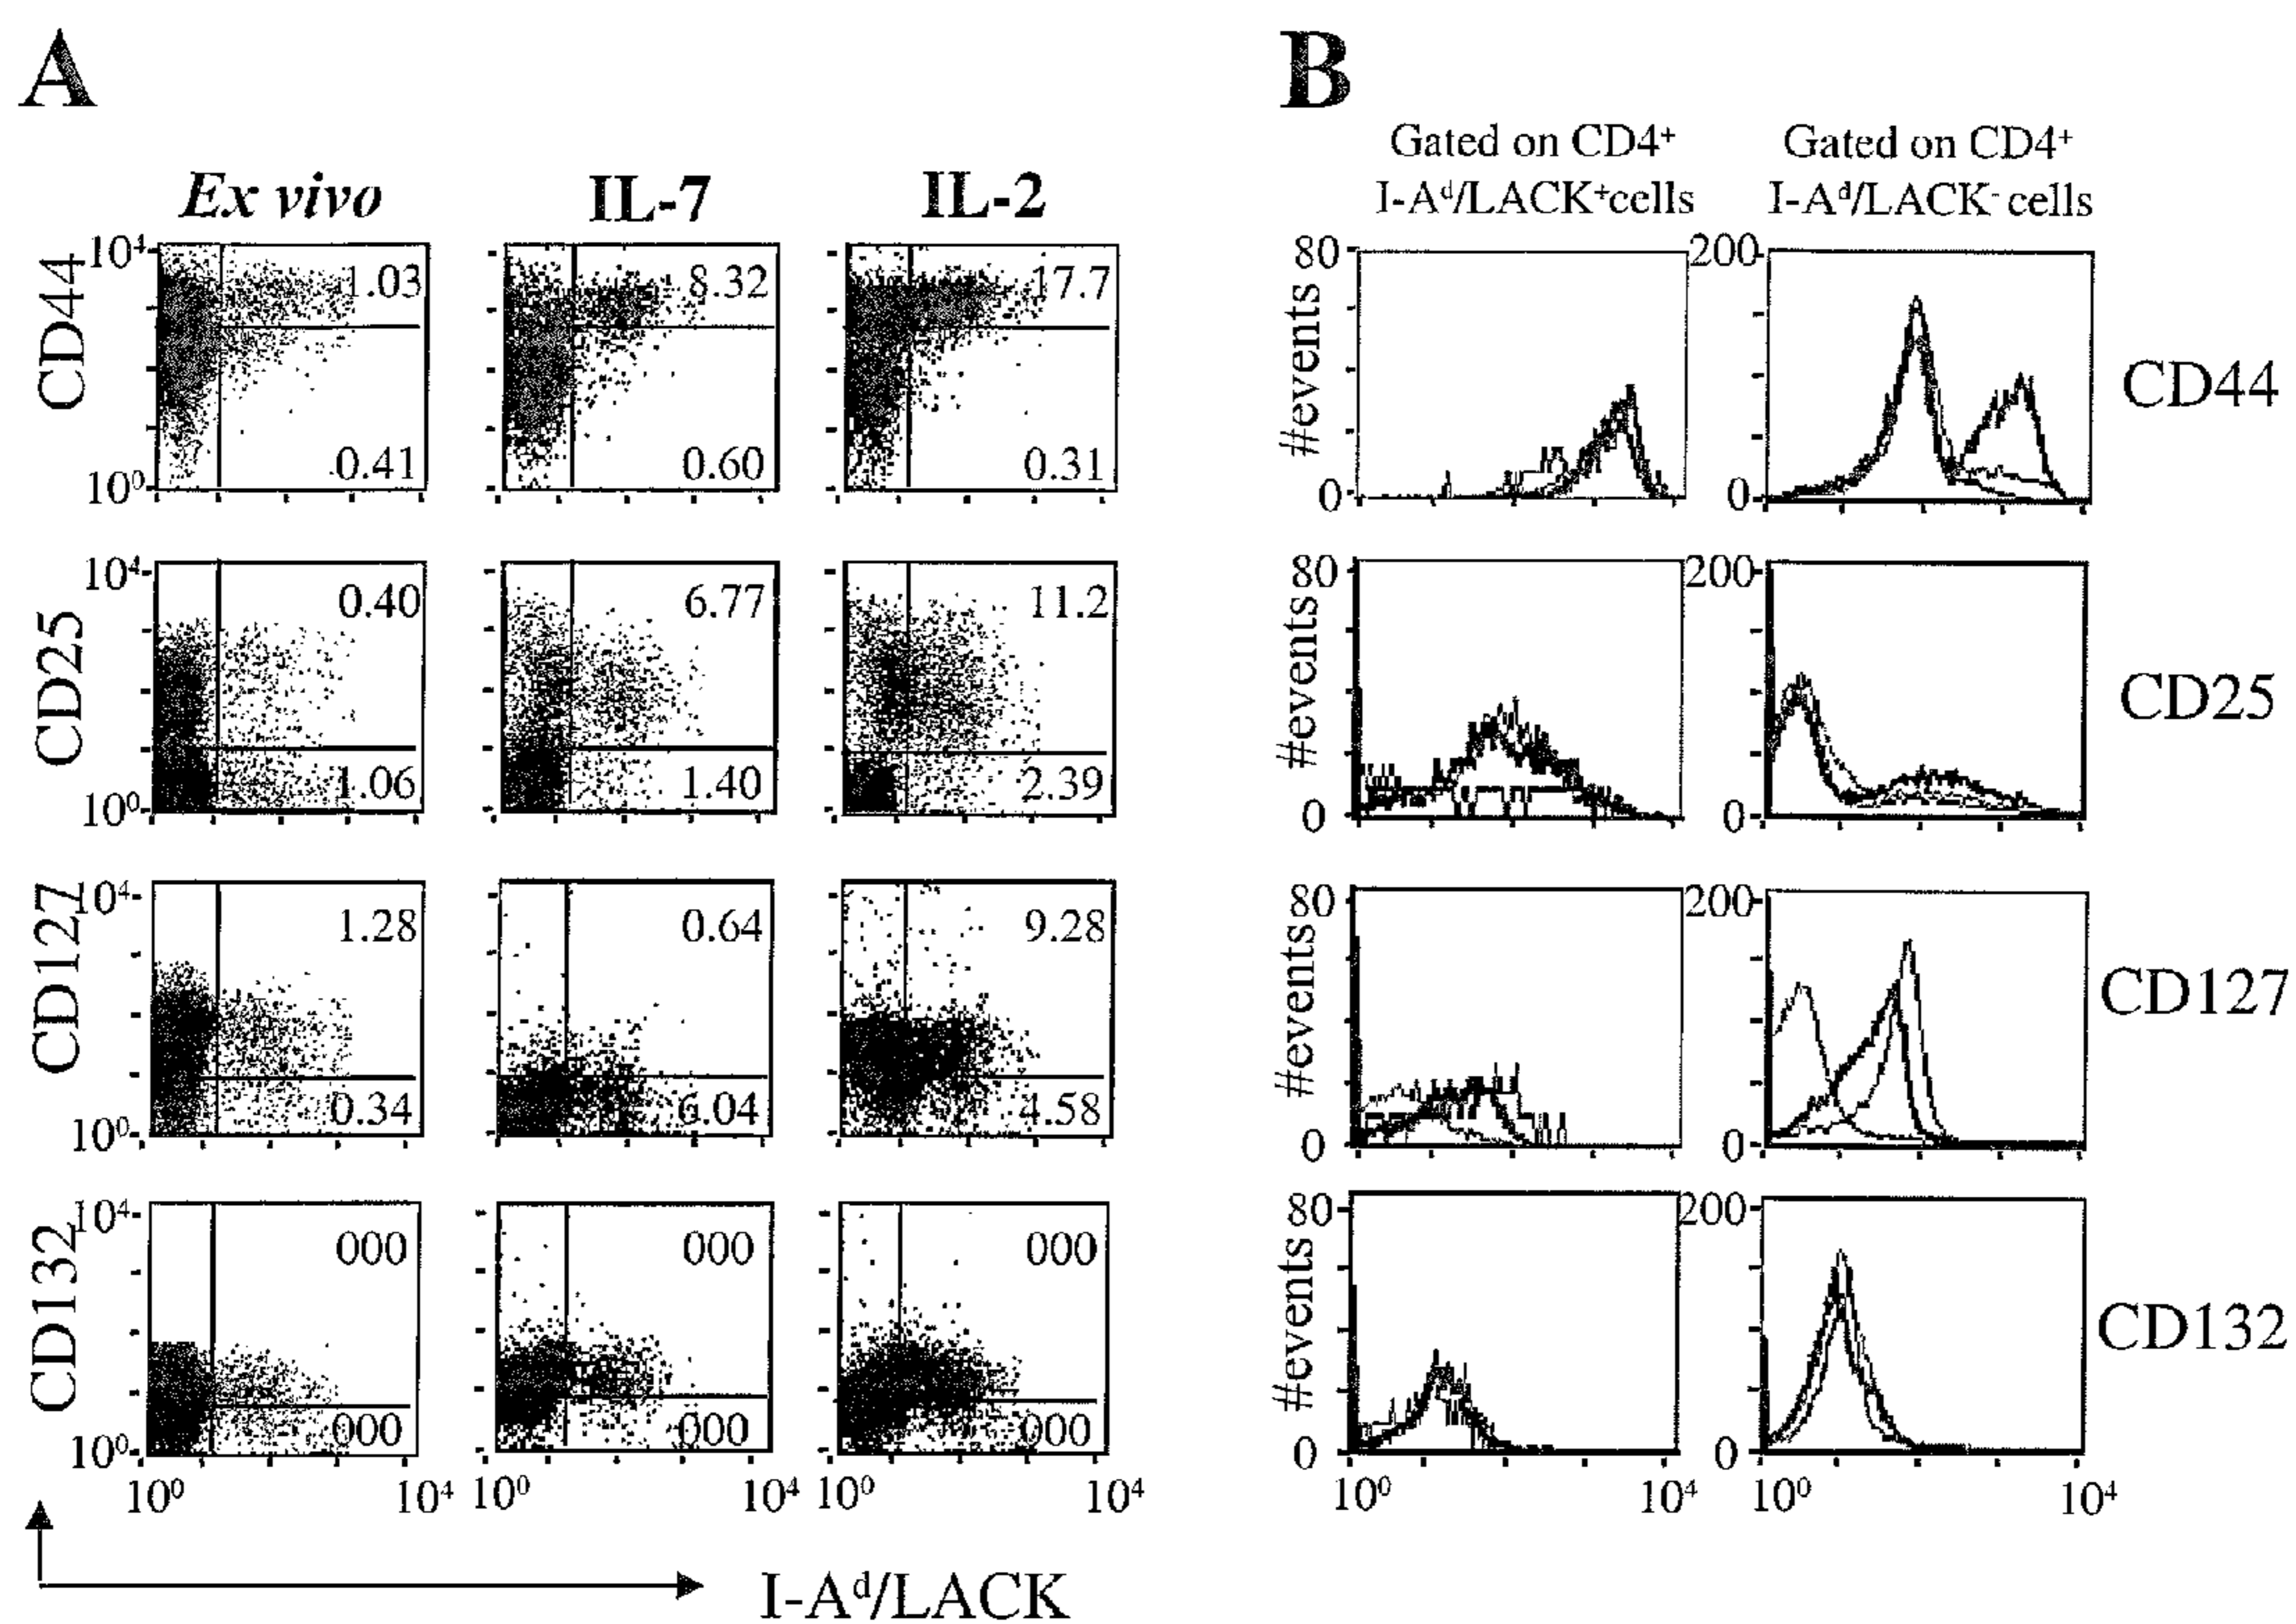 A
Ex vivo IL-7 IL-2
CD44 10⁴ 1.03 8.32 17.7
10⁰ 0.41 0.60 0.31
CD25 10⁴ 0.40 6.77 11.2
10⁰ 1.06 1.40 2.39
CD127 10⁴ 1.28 0.64 9.28
10⁰ 0.34 6.04 4.58
CD132 10⁴ 000 000 000
10⁰ 000 000 000
10⁰ 10⁴ 10⁰ 10⁴ 10⁰ 10⁴
I-Aᵈ/LACK
B
Gated on CD4⁺ Gated on CD4⁺
I-Aᵈ/LACK⁺cells I-Aᵈ/LACK⁻ cells
#events 80 0 200 0 CD44
#events 80 0 200 0 CD25
#events 80 0 200 0 CD127
#events 80 0 200 0 CD132
10⁰ 10⁴ 10⁰ 10⁴